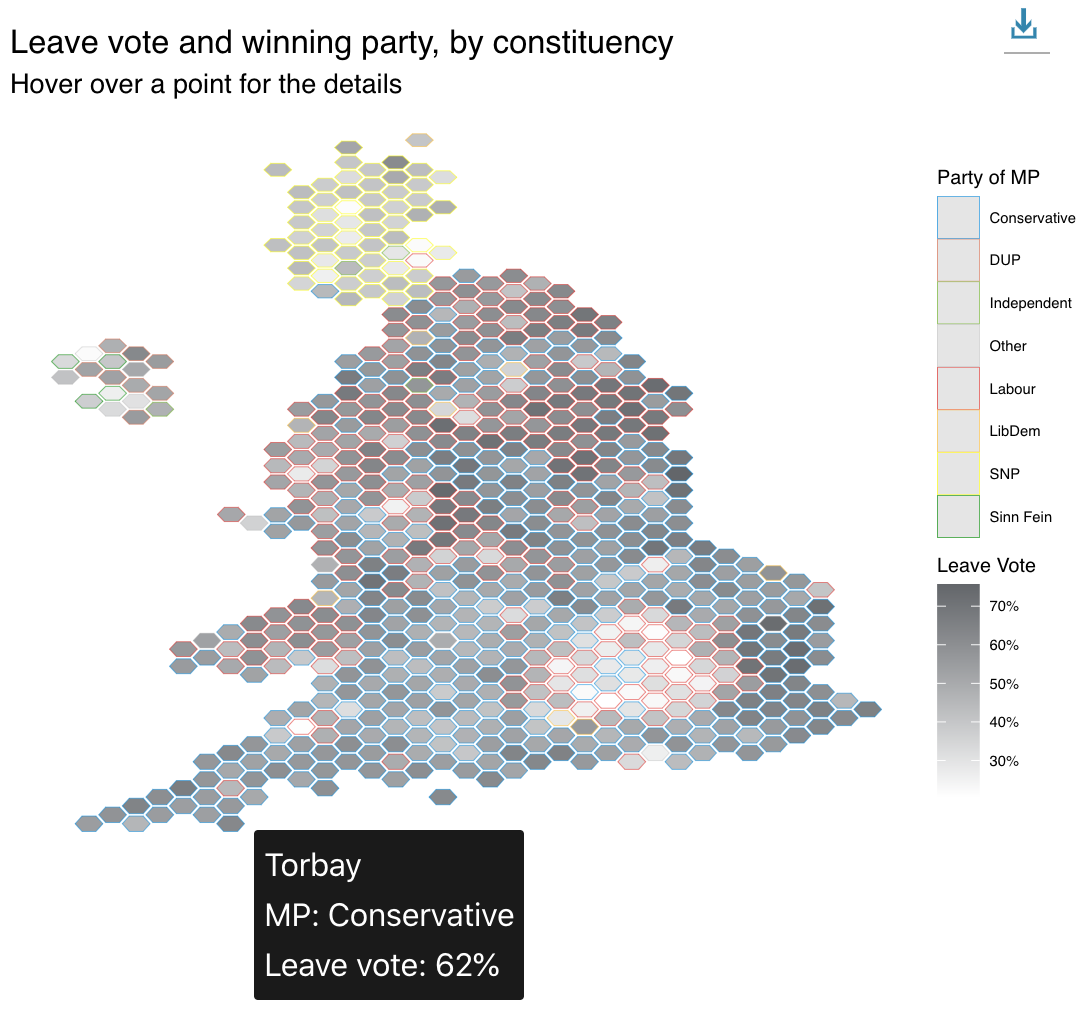 Leave vote and winning party, by constituency
Hover over a point for the details
Party of MP
Conservative
DUP
Independent
Other
Labour
LibDem
SNP
Sinn Fein
Leave Vote
70%
60%
50%
40%
30%
Torbay
MP: Conservative
Leave vote: 62%